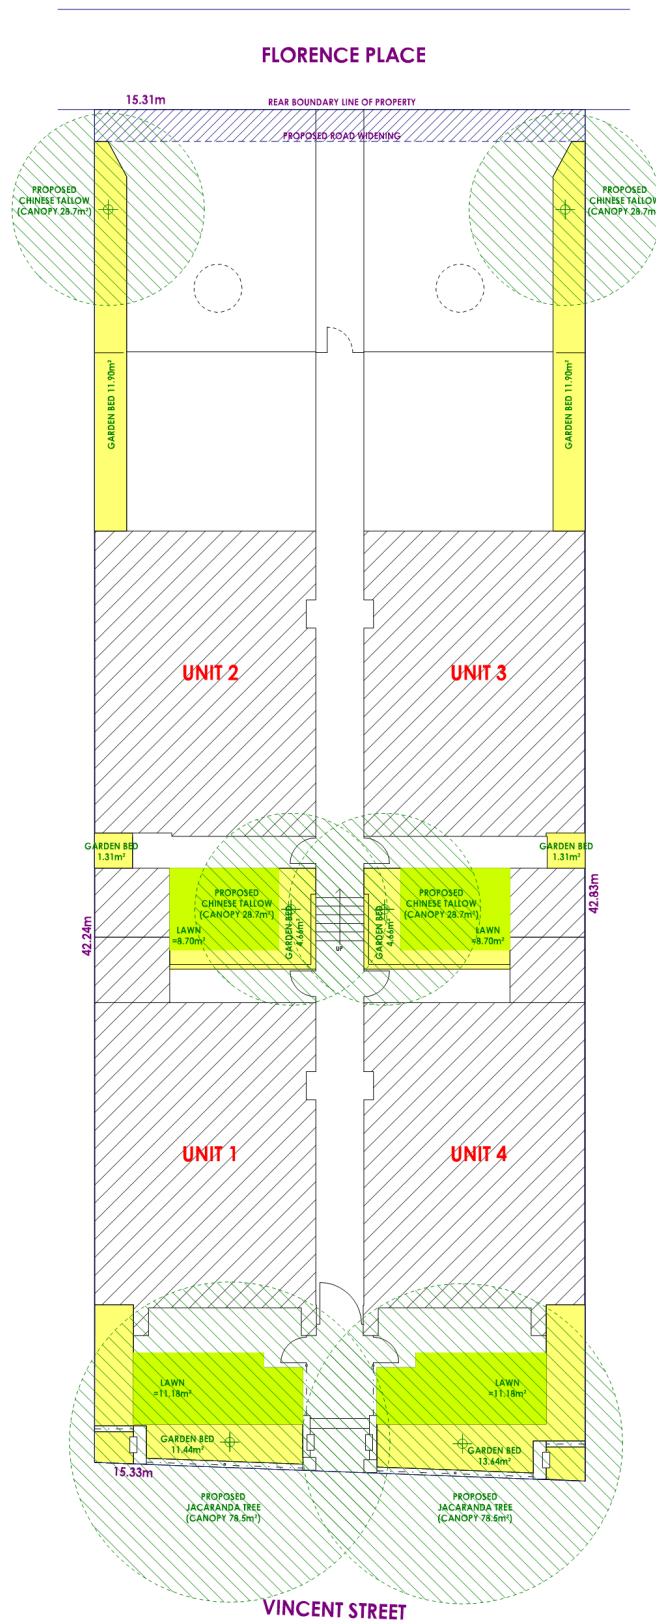 FLORENCE PLACE
15.31m
REAR BOUNDARY LINE OF PROPERTY
PROPOSED ROAD WIDENING
PROPOSED
CHINESE TALLOW
(CANOPY 28.7m²)
PROPOSED
CHINESE TALLOW
(CANOPY 28.7m²
GARDEN BED 11.90m²
GARDEN BED 11.90m²
UNIT 2
UNIT 3
GARDEN BED
1.31m²
GARDEN BED
1.31m²
42.24m
42.83m
PROPOSED
CHINESE TALLOW
(CANOPY 28.7m²)
PROPOSED
CHINESE TALLOW
(CANOPY 28.7m²)
LAWN
=8.70m²
GARDEN BED
4.66m²
UP
GARDEN BED
4.66m²
LAWN
=8.70m²
UNIT 1
UNIT 4
LAWN
=11.18m²
LAWN
=11.18m²
GARDEN BED
11.44m²
GARDEN BED
13.64m²
15.33m
PROPOSED
JACARANDA TREE
(CANOPY 78.5m²)
PROPOSED
JACARANDA TREE
(CANOPY 78.5m²)
VINCENT STREET